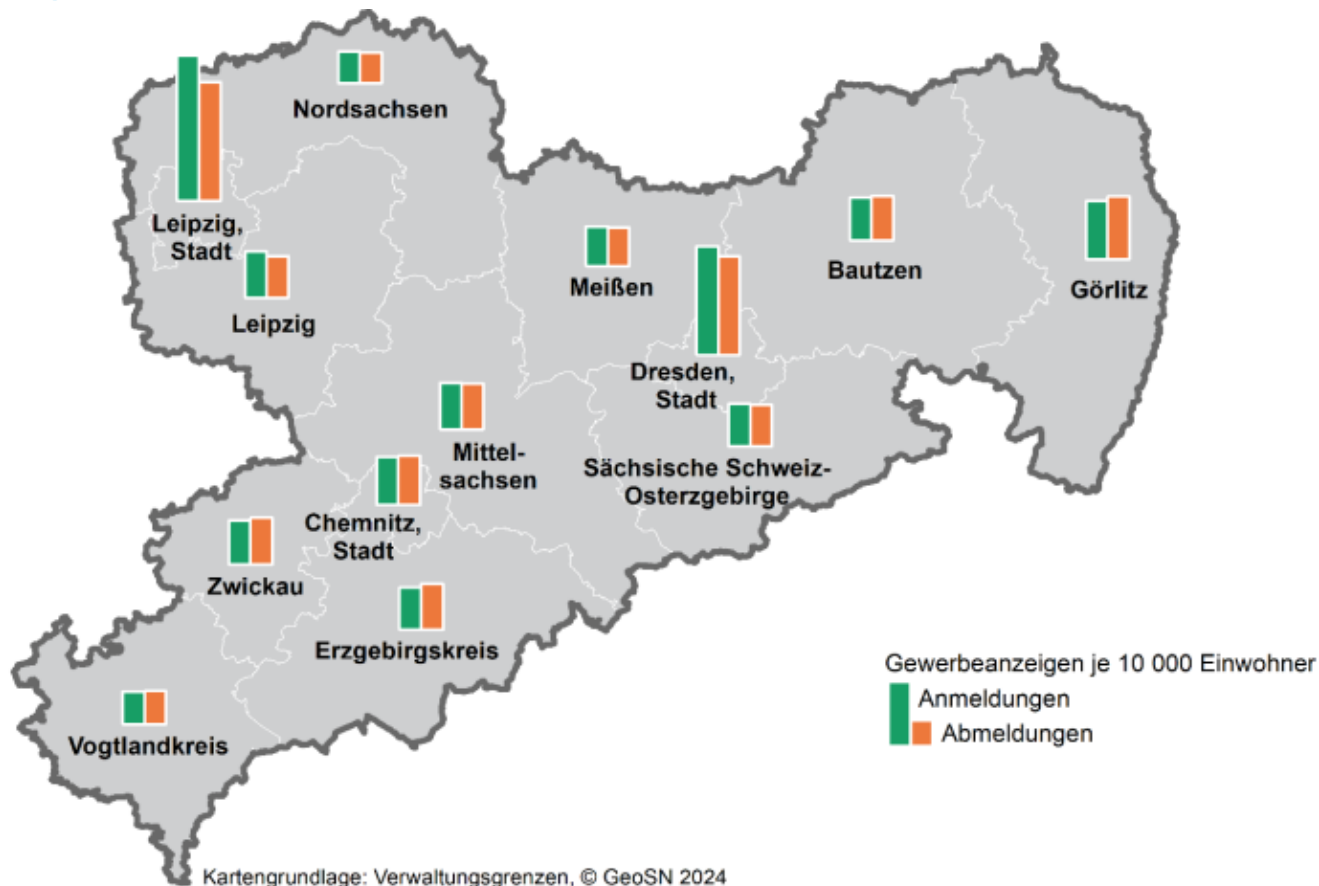 Nordsachsen
Leipzig,
Stadt
Leipzig
Meißen
Bautzen
Görlitz
Dresden,
Stadt
Mittel-
sachsen
Sächsische Schweiz-
Osterzgebirge
Chemnitz,
Stadt
Zwickau
Erzgebirgskreis
Vogtlandkreis
Gewerbeanzeigen je 10 000 Einwohner
Anmeldungen
Abmeldungen
Kartengrundlage: Verwaltungsgrenzen, © GeoSN 2024